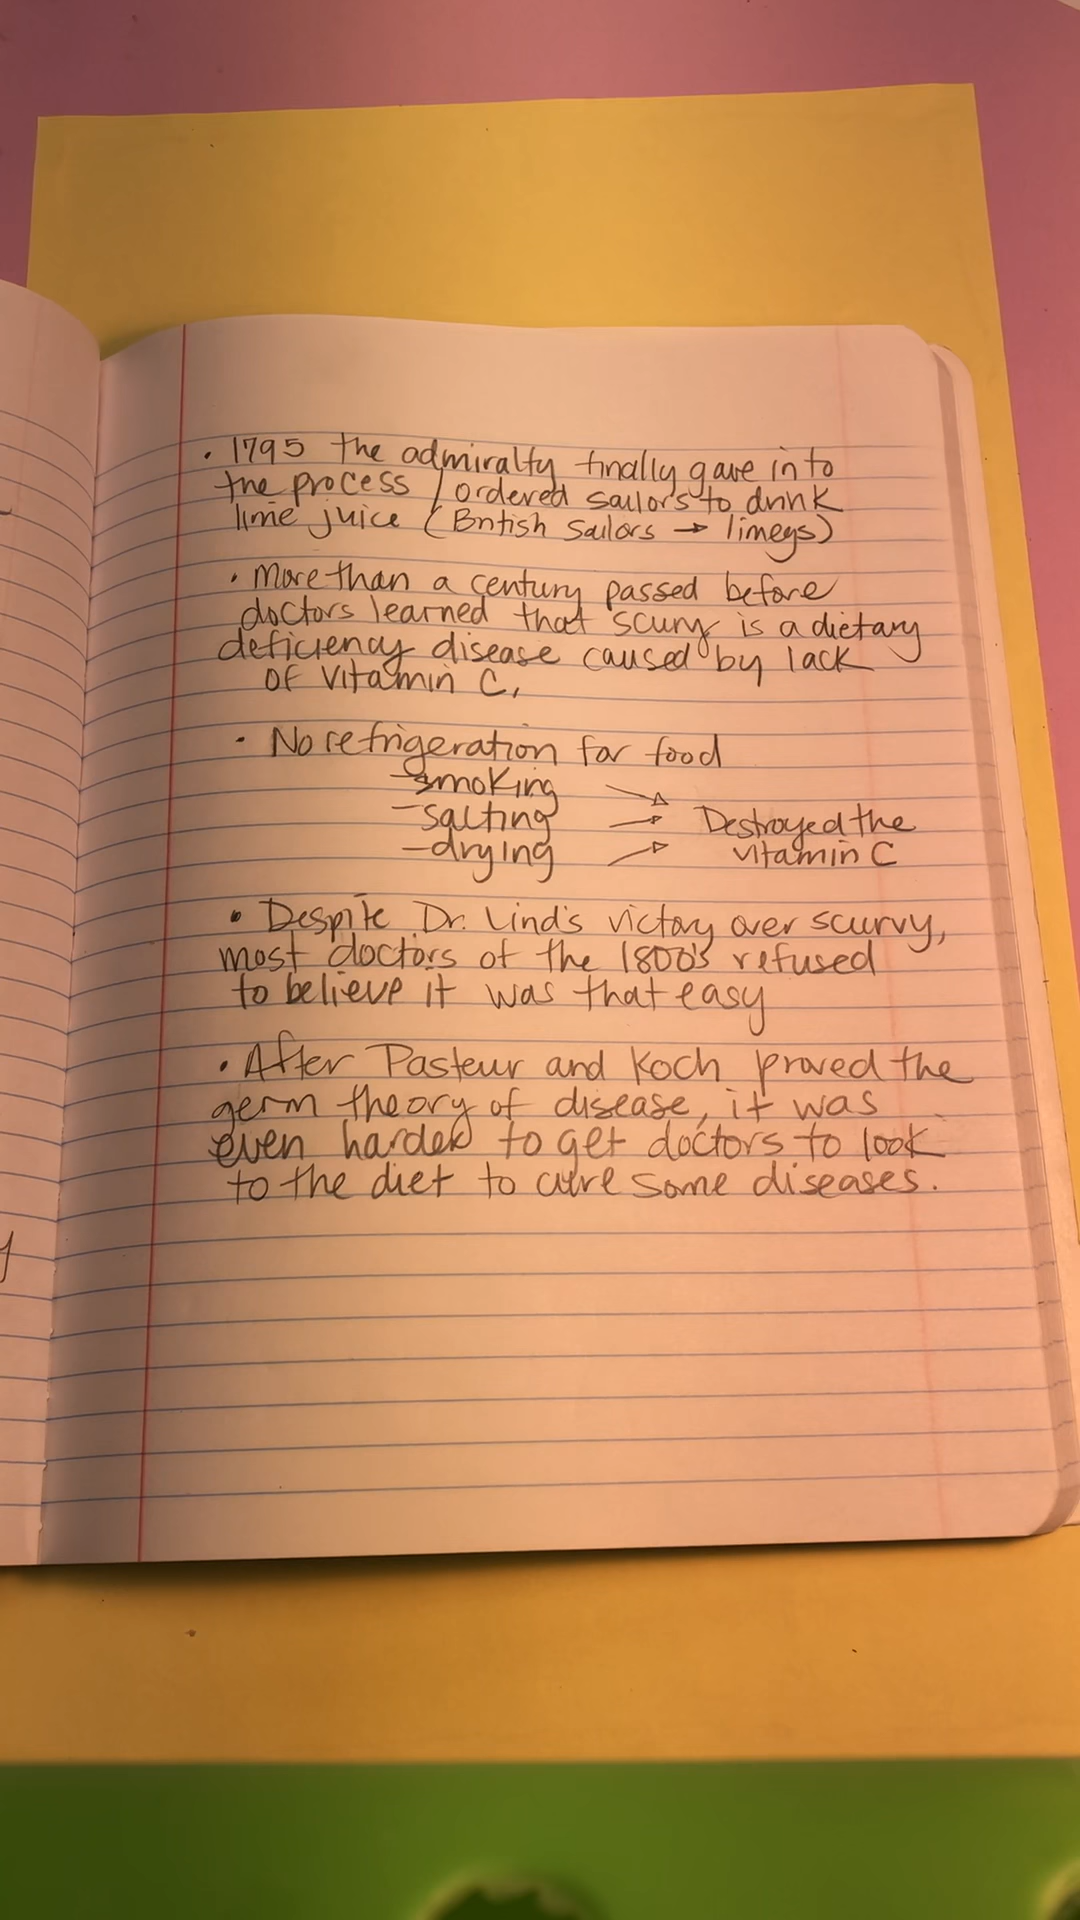 • 1795 the admiralty finally gave in to
the process / ordered sailors to drink
lime juice (British Sailors → limeys)
• More than a century passed before
doctors learned that scurvy is a dietary
deficiency disease caused by lack
of Vitamin C.
• No refrigeration for food
-smoking
-salting
-drying
Destroyed the
vitamin C
• Despite Dr. Lind's victory over scurvy,
most doctors of the 1800's refused
to believe it was that easy
• After Pasteur and Koch proved the
germ theory of disease, it was
even harder to get doctors to look
to the diet to cure some diseases.